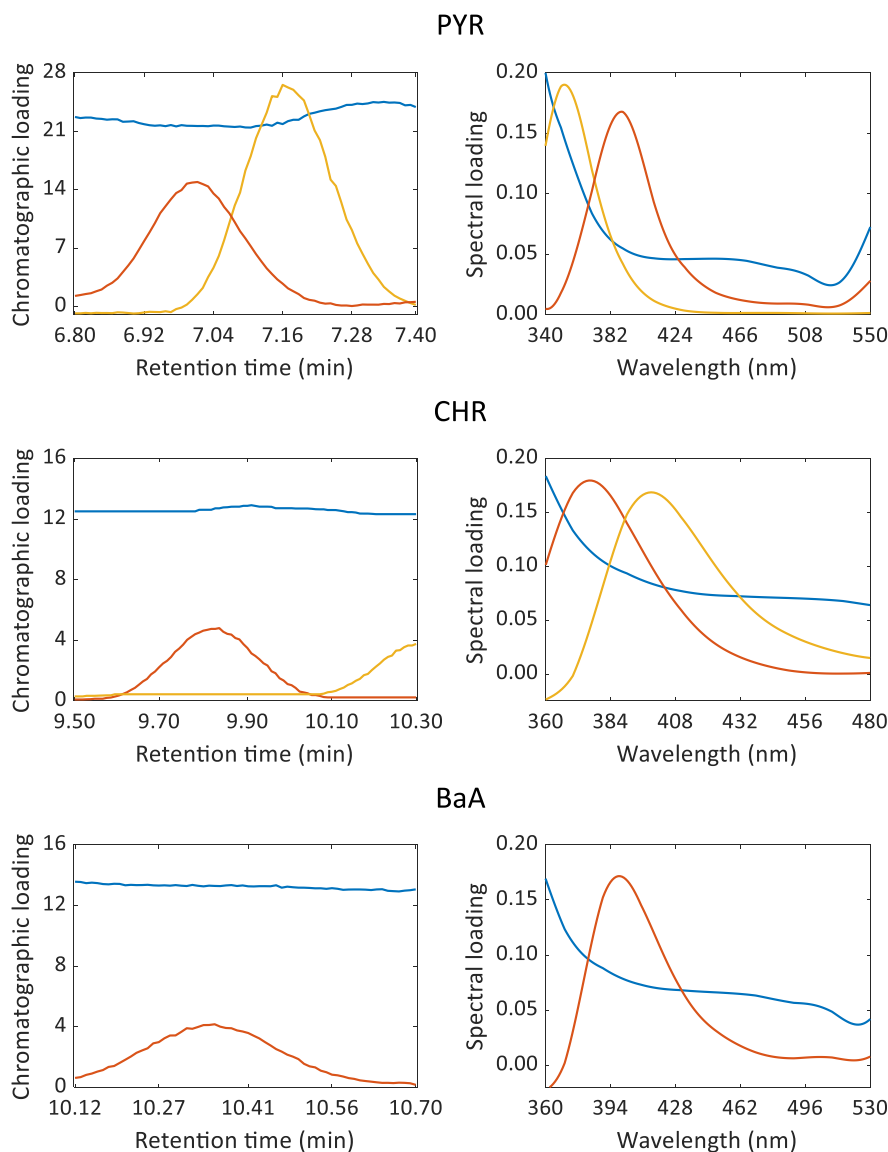 PYR
Chromatographic loading
28
21
14
7
0
6.80 6.92 7.04 7.16 7.28 7.40
Retention time (min)
Spectral loading
0.20
0.15
0.10
0.05
0.00
340 382 424 466 508 550
Wavelength (nm)
CHR
Chromatographic loading
16
12
8
4
0
9.50 9.70 9.90 10.10 10.30
Retention time (min)
Spectral loading
0.20
0.15
0.10
0.05
0.00
360 384 408 432 456 480
Wavelength (nm)
BaA
Chromatographic loading
16
12
8
4
0
10.12 10.27 10.41 10.56 10.70
Retention time (min)
Spectral loading
0.20
0.15
0.10
0.05
0.00
360 394 428 462 496 530
Wavelength (nm)